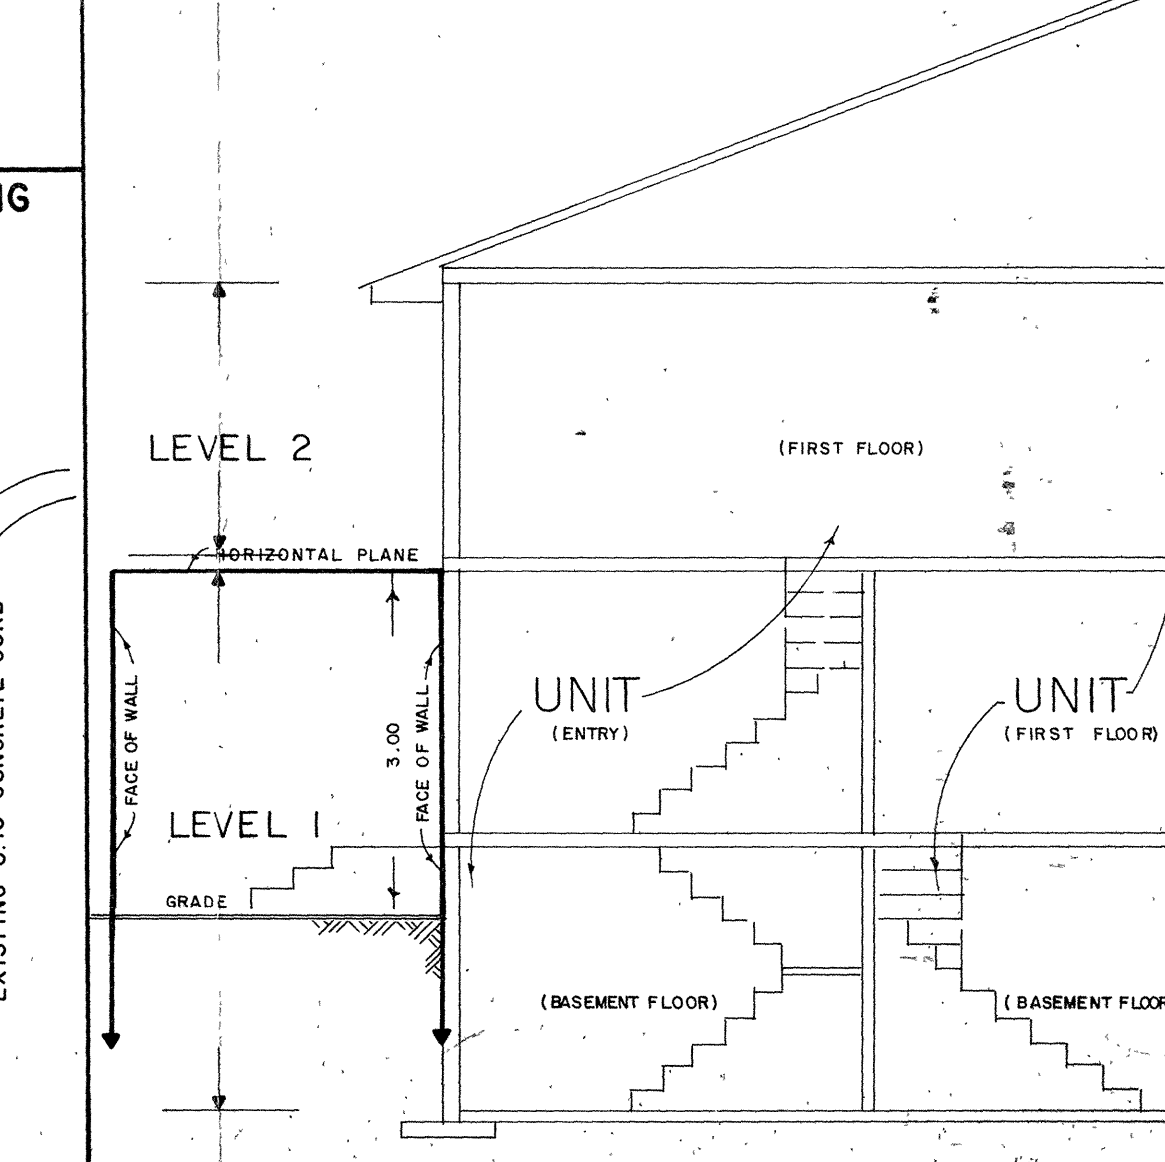 LEVEL 2
(FIRST FLOOR)
HORIZONTAL PLANE
FACE OF WALL
3.00
FACE OF WALL
UNIT
(ENTRY)
UNIT
(FIRST FLOOR)
LEVEL 1
GRADE
(BASEMENT FLOOR)
(BASEMENT FLOOR
EXISTING
CONCRETE